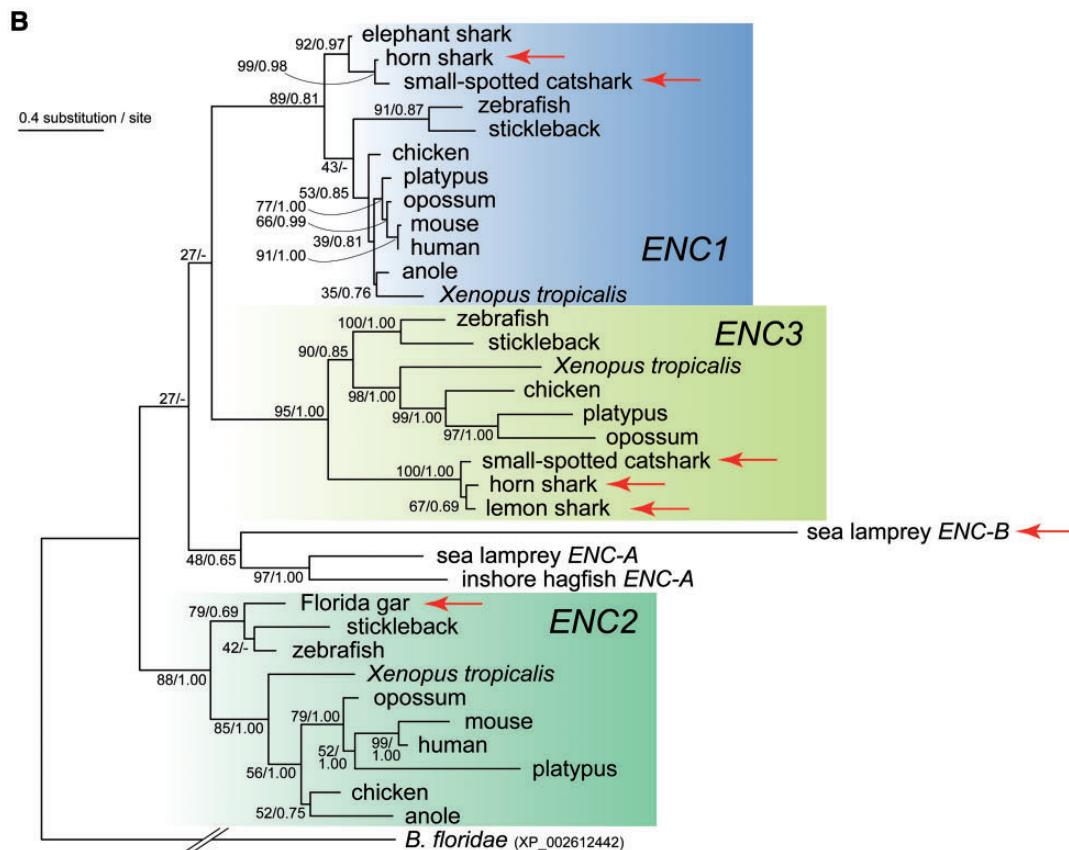 B
elephant shark
92/0.97
horn shark
99/0.98
small-spotted catshark
89/0.81
zebrafish
91/0.87
0.4 substitution / site
stickleback
chicken
43/-
platypus
53/0.85
opossum
77/1.00
66/0.99
mouse
39/0.81
human
91/1.00
ENC1
anole
35/0.76
Xenopus tropicalis
27/-
zebrafish
100/1.00
ENC3
stickleback
90/0.85
Xenopus tropicalis
98/1.00
chicken
27/-
95/1.00
99/1.00
platypus
97/1.00
opossum
small-spotted catshark
100/1.00
horn shark
67/0.69
lemon shark
sea lamprey ENC-B
48/0.65
sea lamprey ENC-A
97/1.00
inshore hagfish ENC-A
Florida gar
79/0.69
ENC2
stickleback
42/-
zebrafish
88/1.00
Xenopus tropicalis
opossum
79/1.00
mouse
85/1.00
99/
1.00
human
52/
1.00
platypus
56/1.00
chicken
52/0.75
anole
B. floridae (XP_002612442)